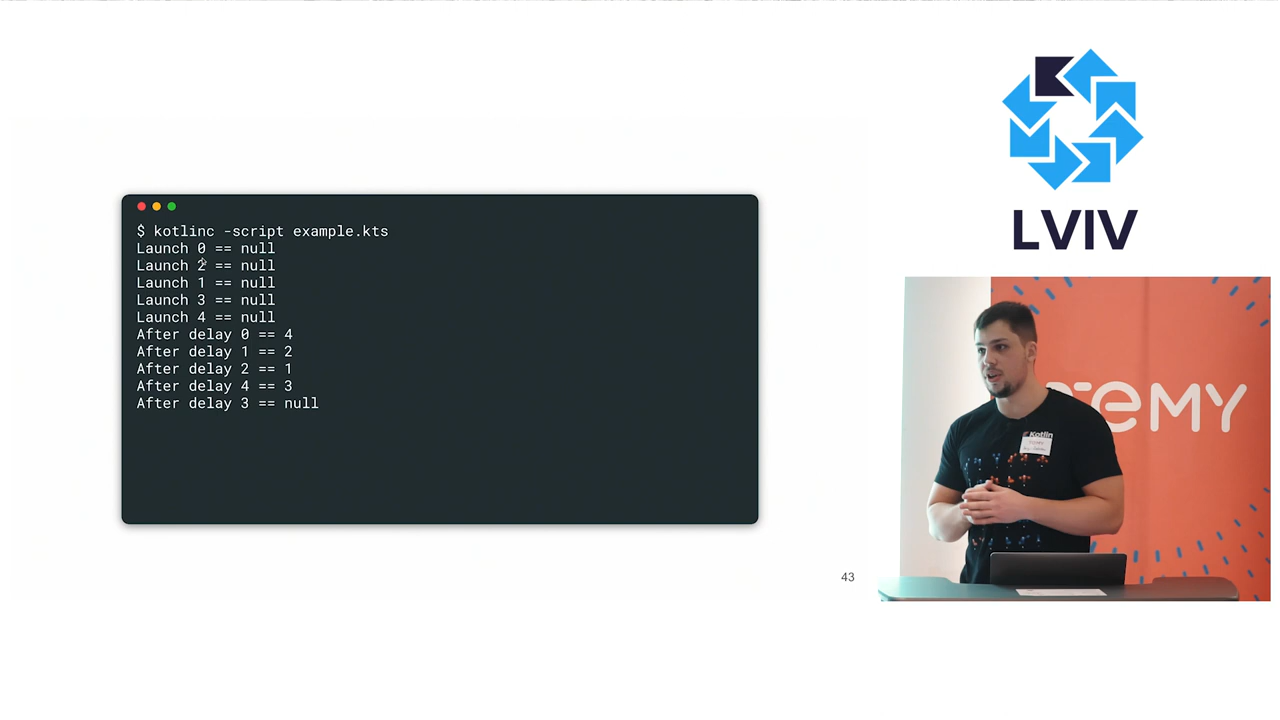 $ kotlinc -script example.kts
Launch 0 == null
Launch 2 == null
Launch 1 == null
Launch 3 == null
Launch 4 == null
After delay 0 == 4
After delay 1 == 2
After delay 2 == 1
After delay 4 == 3
After delay 3 == null
43
LVIV
Kotlin